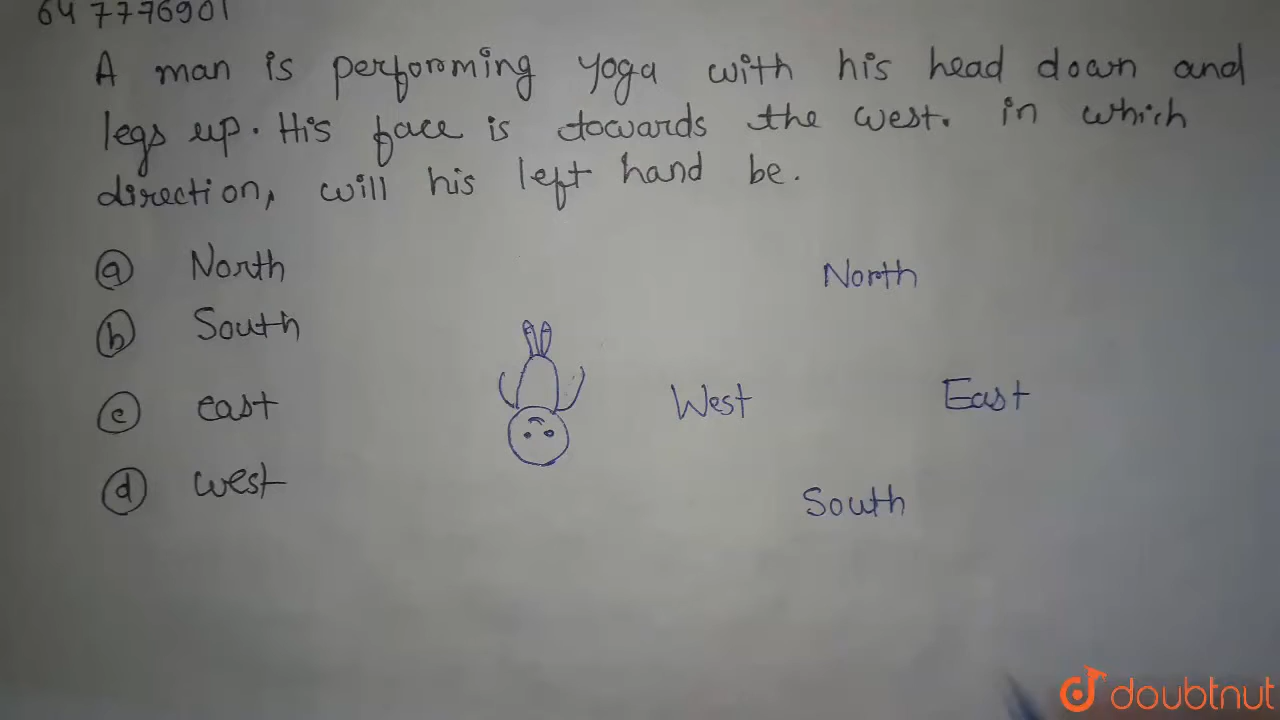 64 7776901
A man is performing yoga with his head down and
legs up. His face is towards the west. in which
direction, will his left hand be.
a North
b South
c east
d west
North
West East
South
doubtnut